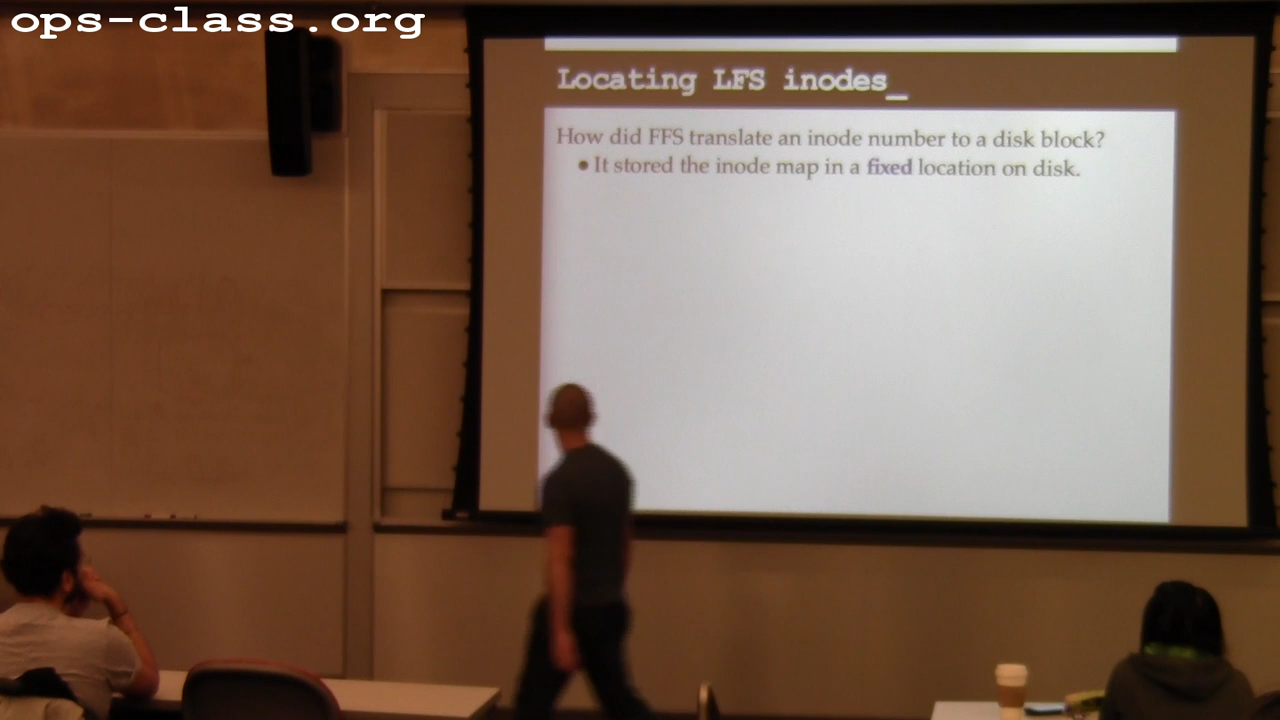 ops-class.org
Locating LFS inodes_
How did FFS translate an inode number to a disk block?
• It stored the inode map in a fixed location on disk.